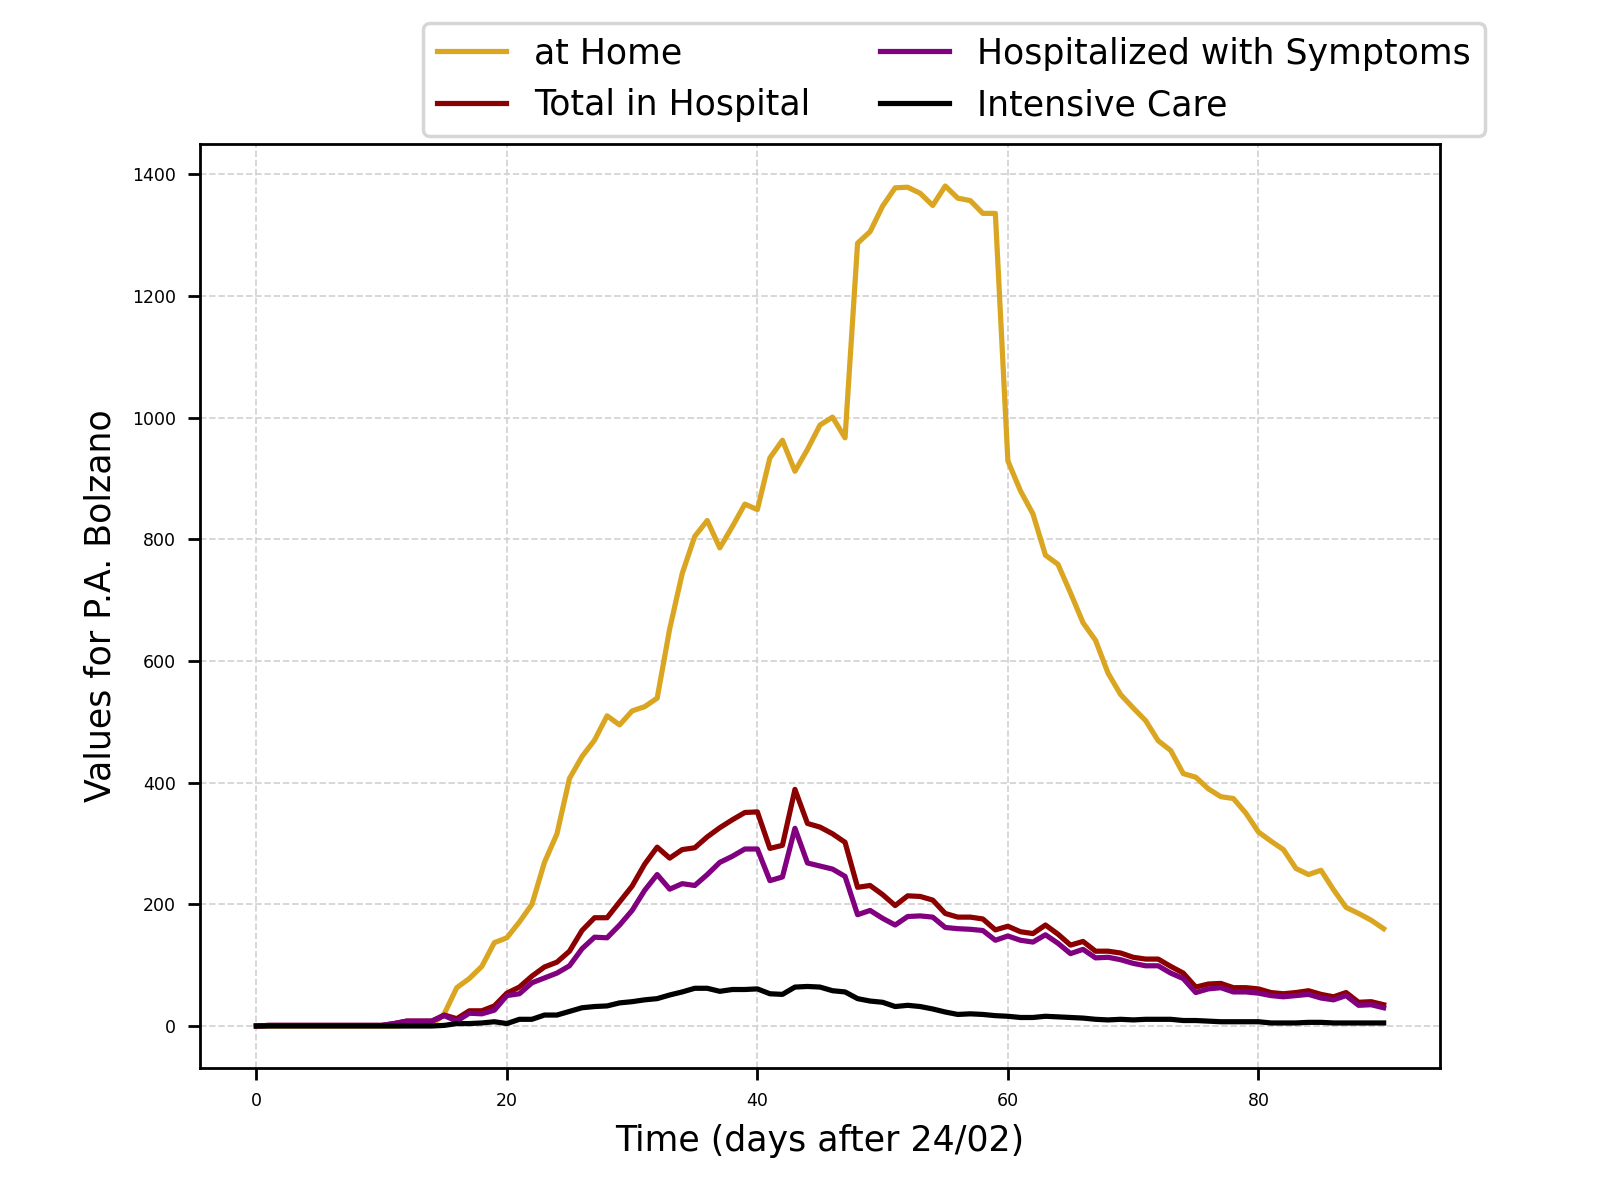 at Home
Total in Hospital
Hospitalized with Symptoms
Intensive Care
Values for P.A. Bolzano
1400
1200
1000
800
600
400
200
0
0 20 40 60 80
Time (days after 24/02)